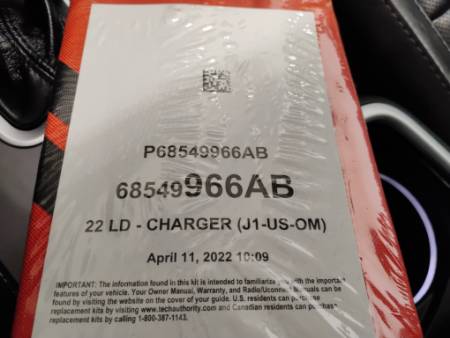 P68549966AB
68549966AB
22 LD - CHARGER (J1-US-OM)
April 11, 2022 10:09
IMPORTANT: The information found in this kit is intended to familiarize you with the important
features of your vehicle. Your Owner Manual, Warranty, and Radio/Uconnect Manuals can be
found by visiting the website on the cover of your guide. U.S. residents can purchase
replacement kits by visiting www.techauthority.com and Canadian residents can purchase
replacement kits by calling 1-800-387-1143.